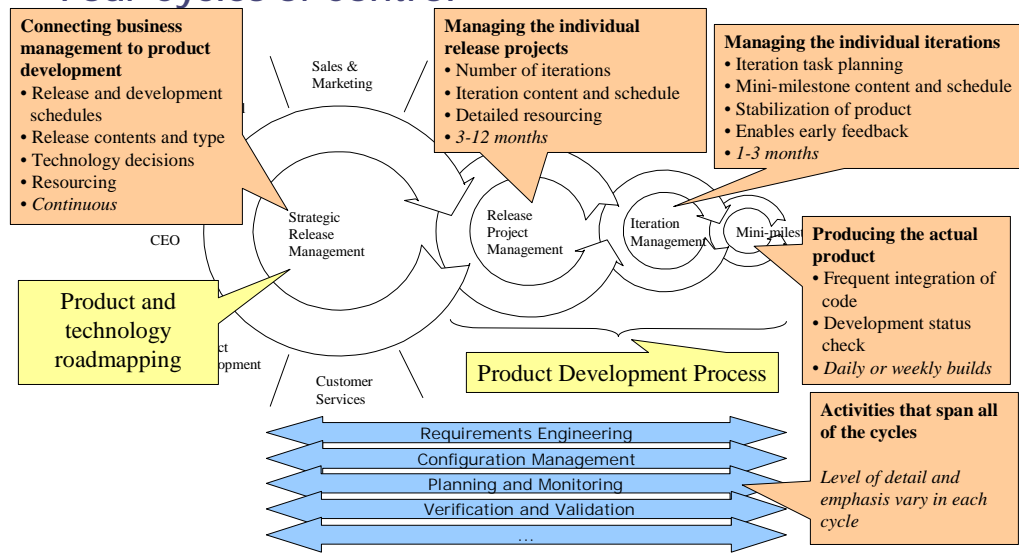 Connecting business
management to product
development
• Release and development
schedules
• Release contents and type
• Technology decisions
• Resourcing
• Continuous
Sales &
Marketing
Managing the individual
release projects
• Number of iterations
• Iteration content and schedule
• Detailed resourcing
• 3-12 months
Managing the individual iterations
• Iteration task planning
• Mini-milestone content and schedule
• Stabilization of product
• Enables early feedback
• 1-3 months
CEO
Strategic
Release
Management
Release
Project
Management
Iteration
Management
Producing the actual
product
• Frequent integration of
code
• Development status
check
• Daily or weekly builds
Product and
technology
roadmapping
Customer
Services
Product Development Process
Activities that span all
of the cycles
Level of detail and
emphasis vary in each
cycle
Requirements Engineering
Configuration Management
Planning and Monitoring
Verification and Validation
...